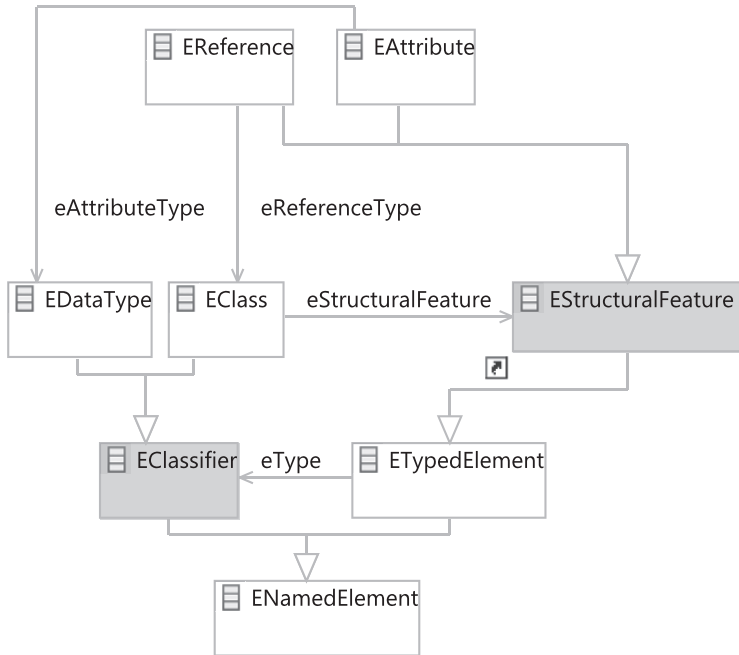 EReference
EAttribute
eAttributeType
eReferenceType
EDataType
EClass
eStructuralFeature
EStructuralFeature
EClassifier
eType
ETypedElement
ENamedElement